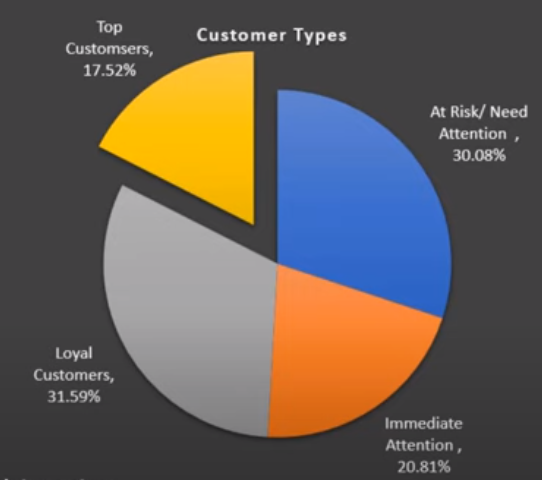 Customer Types
Top
Customsers,
17.52%
At Risk/ Need
Attention ,
30.08%
Loyal
Customers,
31.59%
Immediate
Attention ,
20.81%